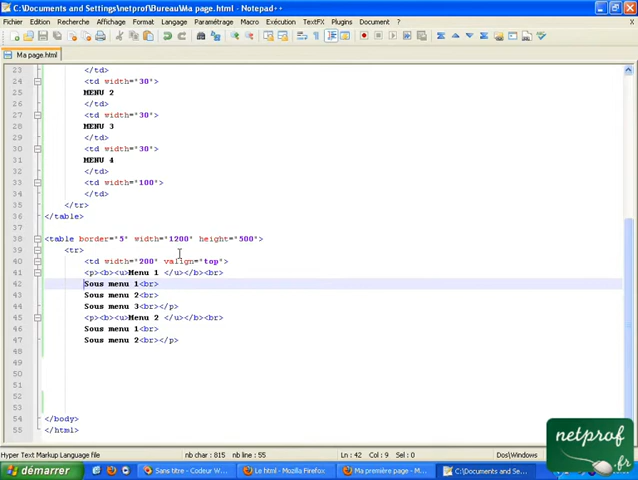 C:\Documents and Settings\netprof\Bureau\Ma page.html - Notepad++
Fichier Edition Recherche Affichage Format Langage Paramétrage Macro Exécution TextFX Plugins Document ?
Ma page.html
23 </td>
24 <td width="30">
25 MENU 2
26 </td>
27 <td width="30">
28 MENU 3
29 </td>
30 <td width="30">
31 MENU 4
32 </td>
33 <td width="100">
34 </td>
35 </tr>
36 </table>
37
38 <table border="5" width="1200" height="500">
39 <tr>
40 <td width="200" valign="top">
41 <p><b><u>Menu 1 </u></b><br>
42 Sous menu 1<br>
43 Sous menu 2<br>
44 Sous menu 3<br></p>
45 <p><b><u>Menu 2 </u></b><br>
46 Sous menu 1<br>
47 Sous menu 2<br></p>
48
49
50
51
52
53
54 </body>
55 </html>
Hyper Text Markup Language file nb char : 815 nb line : 55 Ln : 42 Col : 9 Sel : 0 Dos\Windows
démarrer Sans titre - Codeur W... Le html - Mozilla Firefox Ma première page - M... C:\Documents and Se...
netprof
.fr